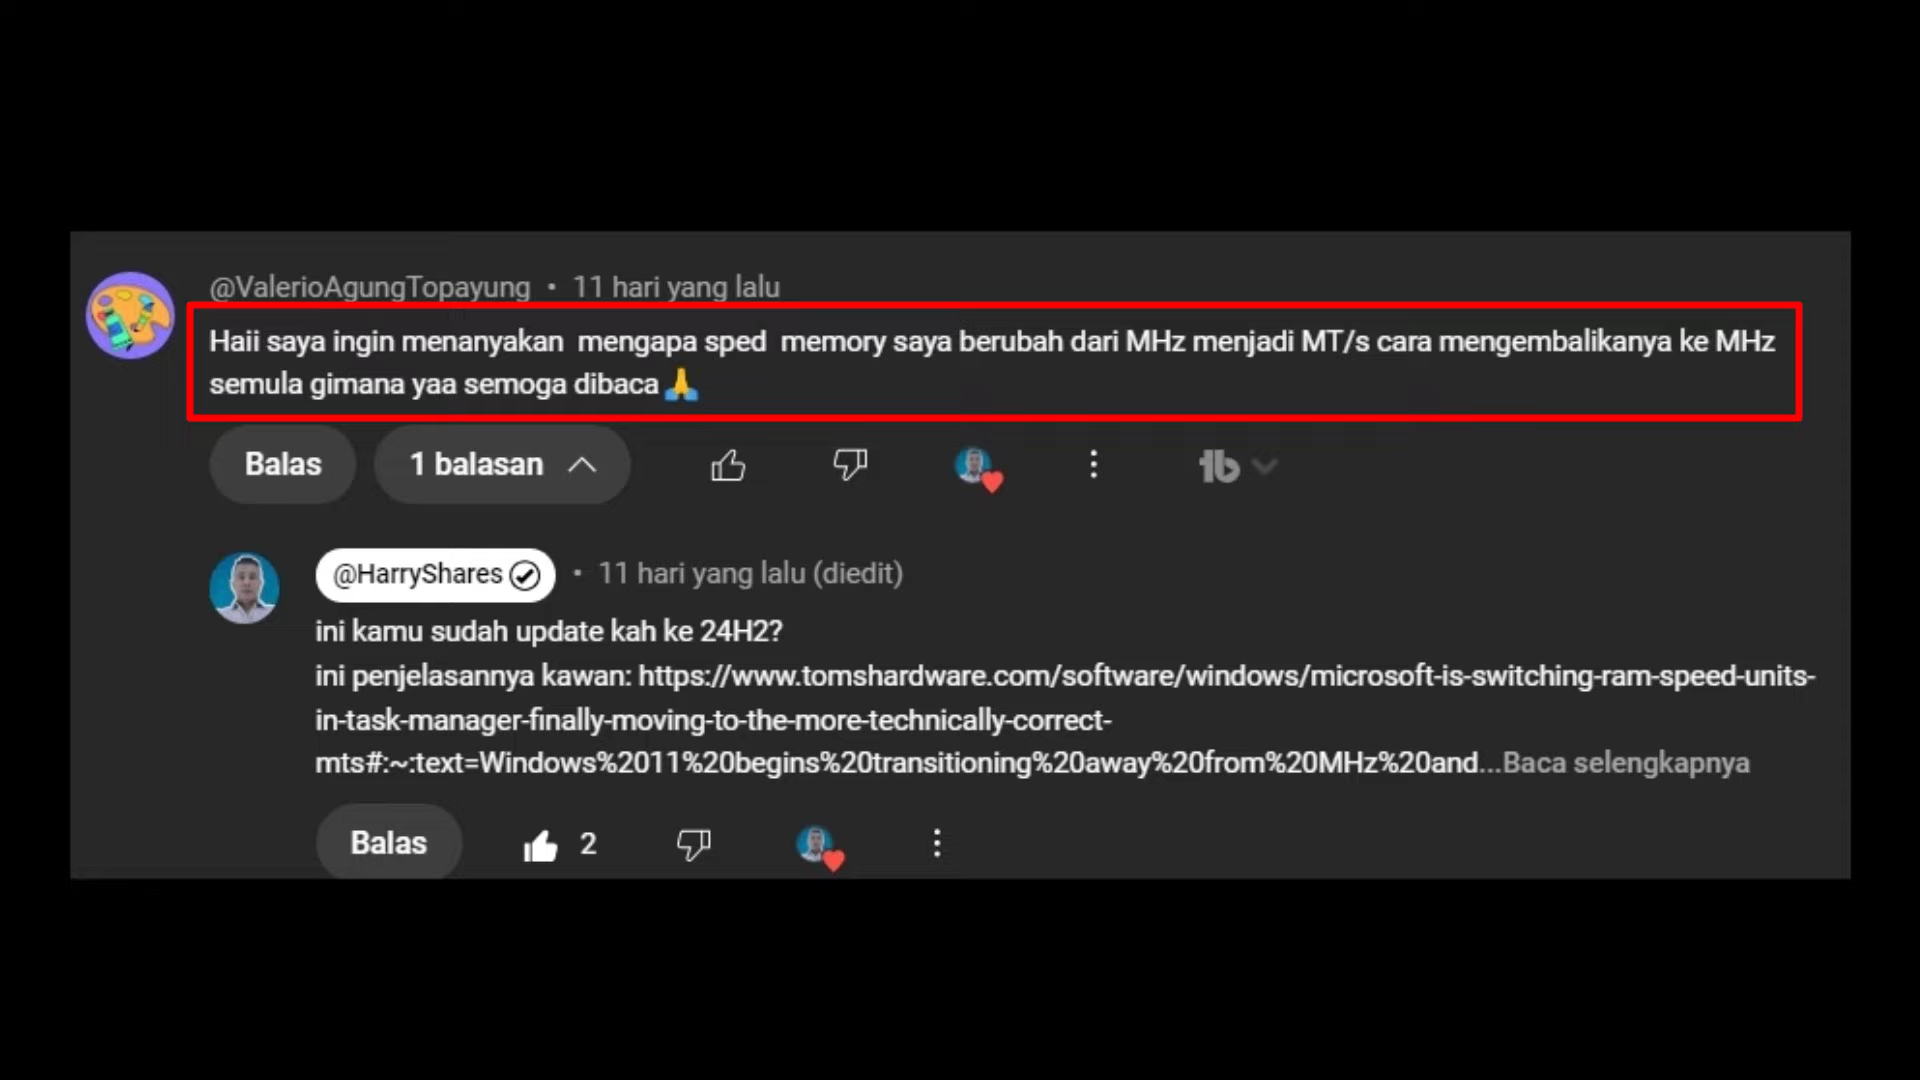 @ValerioAgungTopayung • 11 hari yang lalu
Haii saya ingin menanyakan  mengapa sped  memory saya berubah dari MHz menjadi MT/s cara mengembalikanya ke MHz
semula gimana yaa semoga dibaca🙏
Balas 1 balasan
@HarryShares • 11 hari yang lalu (diedit)
ini kamu sudah update kah ke 24H2?
ini penjelasannya kawan: https://www.tomshardware.com/software/windows/microsoft-is-switching-ram-speed-units-
in-task-manager-finally-moving-to-the-more-technically-correct-
mts#:~:text=Windows%2011%20begins%20transitioning%20away%20from%20MHz%20and...Baca selengkapnya
Balas 2